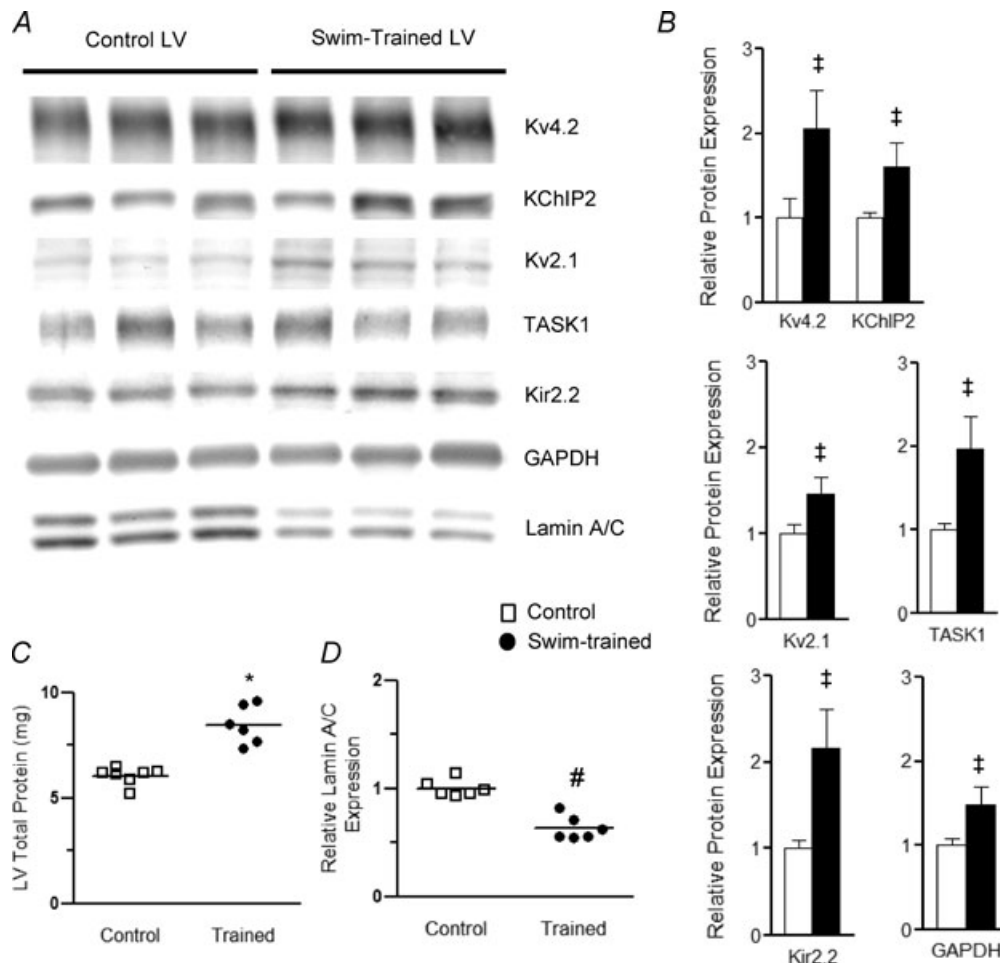 A
Control LV
Swim-Trained LV
Kv4.2
KChIP2
Kv2.1
TASK1
Kir2.2
GAPDH
Lamin A/C
B
Relative Protein Expression
3
2
1
0
‡
‡
Kv4.2
KChIP2
Relative Protein Expression
3
2
1
0
‡
Kv2.1
3
2
1
0
‡
TASK1
Relative Protein Expression
3
2
1
0
‡
Kir2.2
3
2
1
0
‡
GAPDH
Control
Swim-trained
C
LV Total Protein (mg)
10
5
0
*
Control
Trained
D
Relative Lamin A/C
Expression
2
1
0
#
Control
Trained